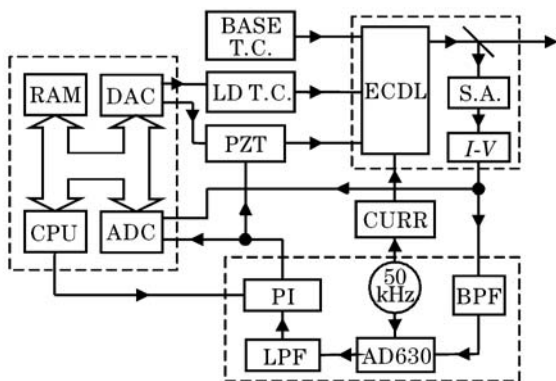 BASE
T.C.
RAM
DAC
LD T.C.
ECDL
S.A.
PZT
I-V
CPU
ADC
CURR
50
kHz
PI
BPF
LPF
AD630